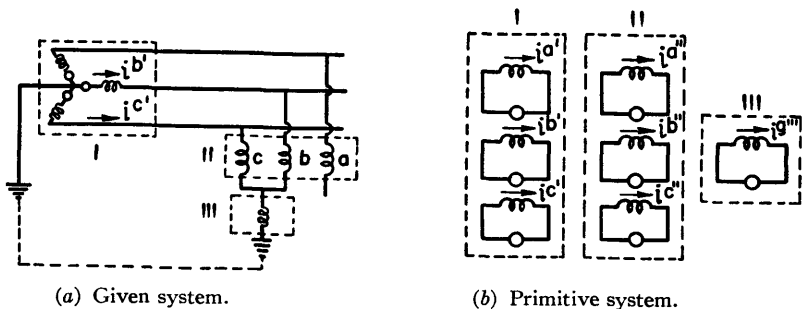 i^b'
i^c'
I
II
c
b
a
III
(a) Given system.
I
II
i^a'
i^a''
III
i^b'
i^b''
i^g'''
i^c'
i^c''
(b) Primitive system.